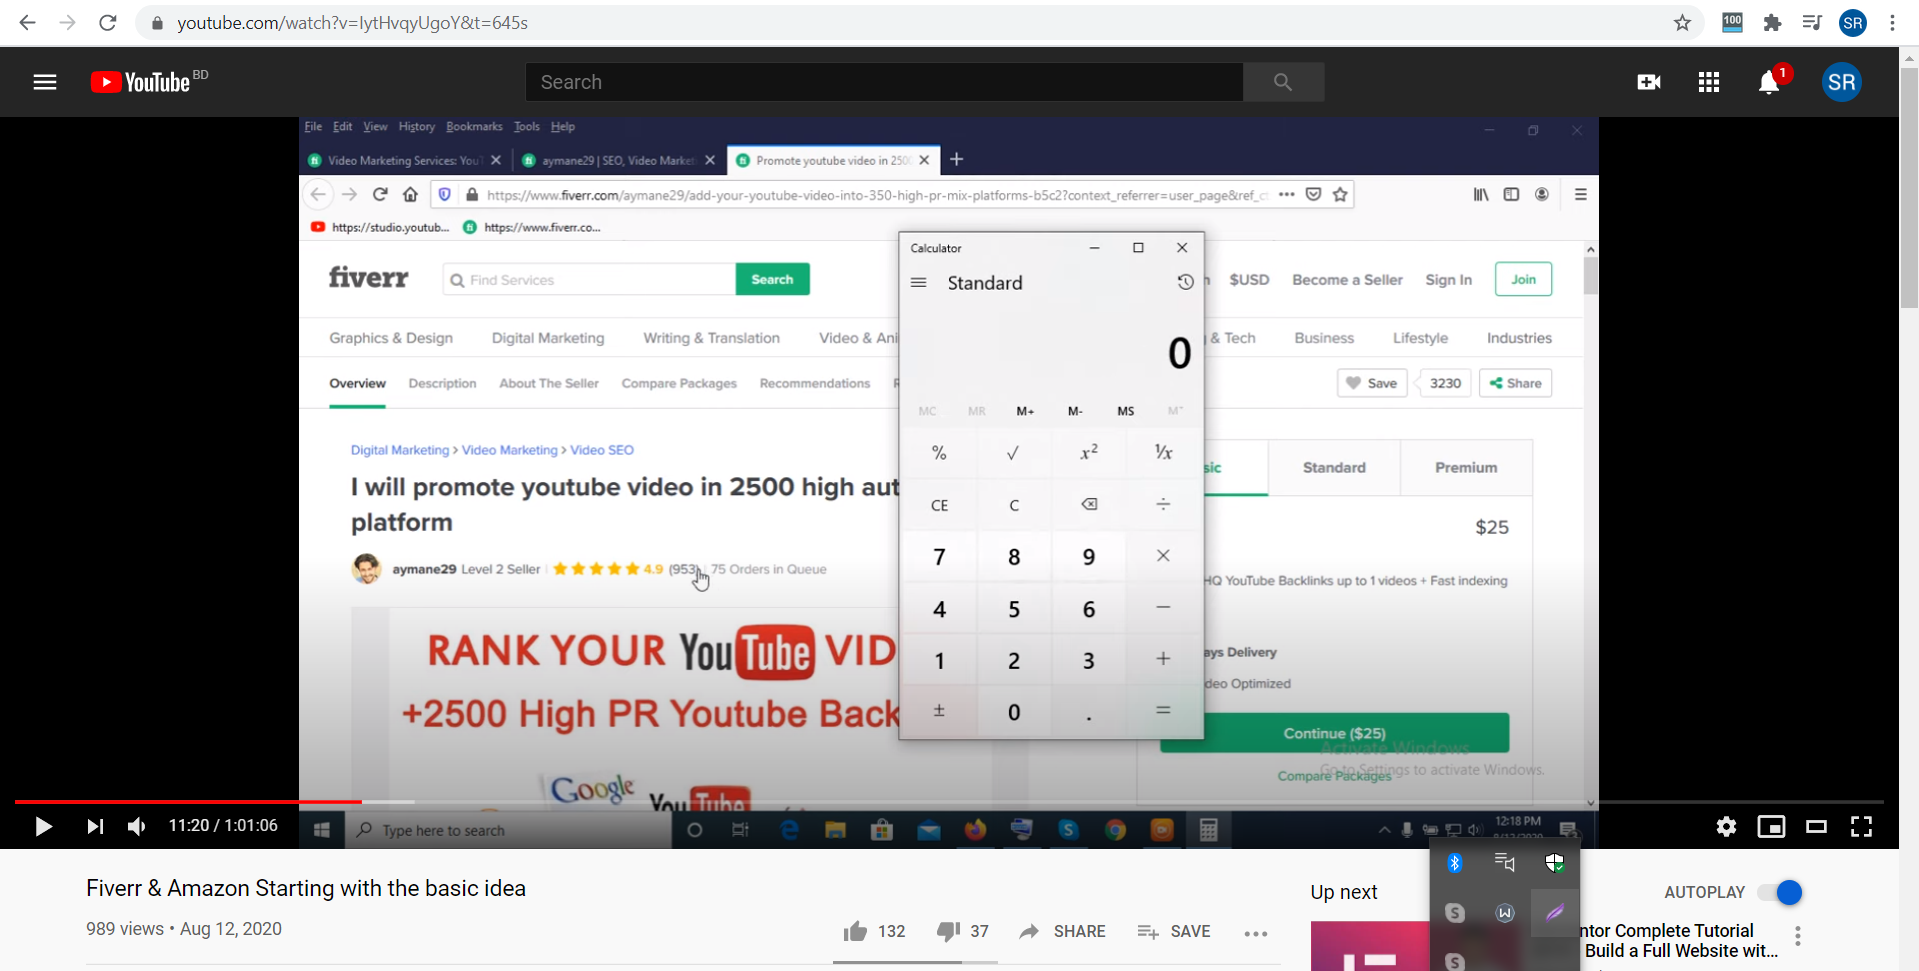 youtube.com/watch?v=IytHvqyUgoY&t=645s
100
SR
YouTube BD
Search
1
SR
File Edit View History Bookmarks Tools Help
Video Marketing Services: You
aymane29 | SEO, Video Market
Promote youtube video in 2500
https://www.fiverr.com/aymane29/add-your-youtube-video-into-350-high-pr-mix-platforms-b5c2?context_referrer=user_page&ref_c
https://studio.youtub...
https://www.fiverr.co...
fiverr
Find Services
Search
$USD
Become a Seller
Sign In
Join
Graphics & Design
Digital Marketing
Writing & Translation
Video & Ani
& Tech
Business
Lifestyle
Industries
Overview
Description
About The Seller
Compare Packages
Recommendations
Save
3230
Share
Calculator
Standard
0
MC MR M+ M- MS M˅
% √ x² ¹/x
CE C ÷
7 8 9 ×
4 5 6 −
1 2 3 +
± 0 . =
Digital Marketing > Video Marketing > Video SEO
I will promote youtube video in 2500 high aut
platform
aymane29 Level 2 Seller 4.9 (953) 75 Orders in Queue
RANK YOUR YouTube VID
+2500 High PR Youtube Back
Google
YouTube
sic
Standard
Premium
$25
HQ YouTube Backlinks up to 1 videos + Fast indexing
ays Delivery
deo Optimized
Continue ($25)
Compare Packages
Activate Windows
Go to Settings to activate Windows.
11:20 / 1:01:06
Type here to search
12:18 PM
Fiverr & Amazon Starting with the basic idea
989 views • Aug 12, 2020
132
37
SHARE
SAVE
Up next
AUTOPLAY
ntor Complete Tutorial
Build a Full Website wit...